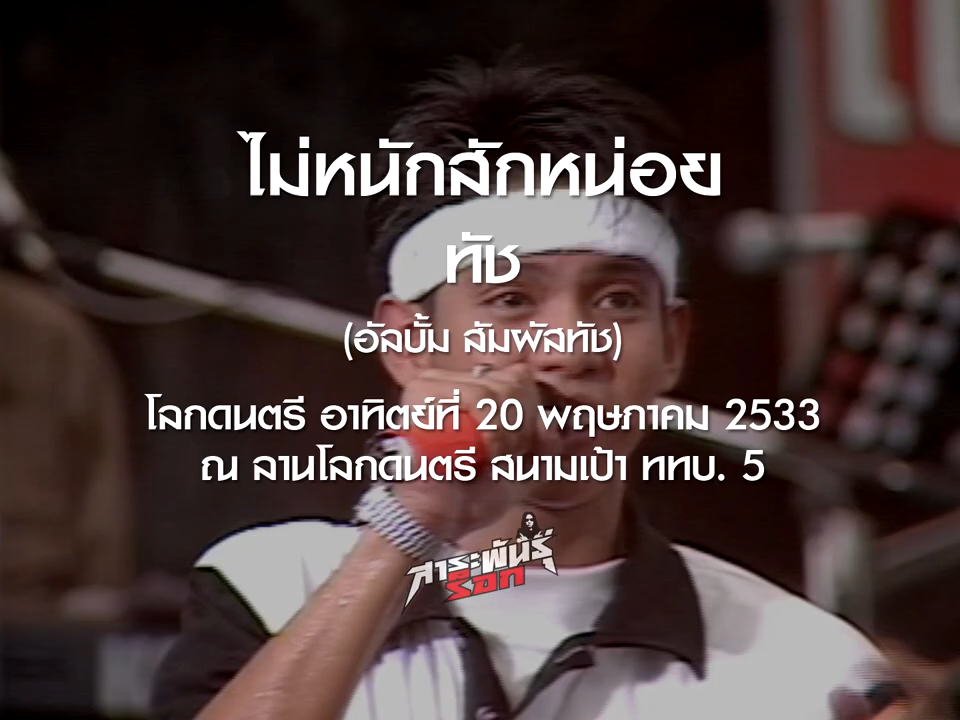 ไม่หนักสักหน่อย
ทัช
(อัลบั้ม สัมผัสทัช)
โลกดนตรี อาทิตย์ที่ 20 พฤษภาคม 2533
ณ ลานโลกดนตรี สนามเป้า ททบ. 5
สาระพันธุ์
ร็อก